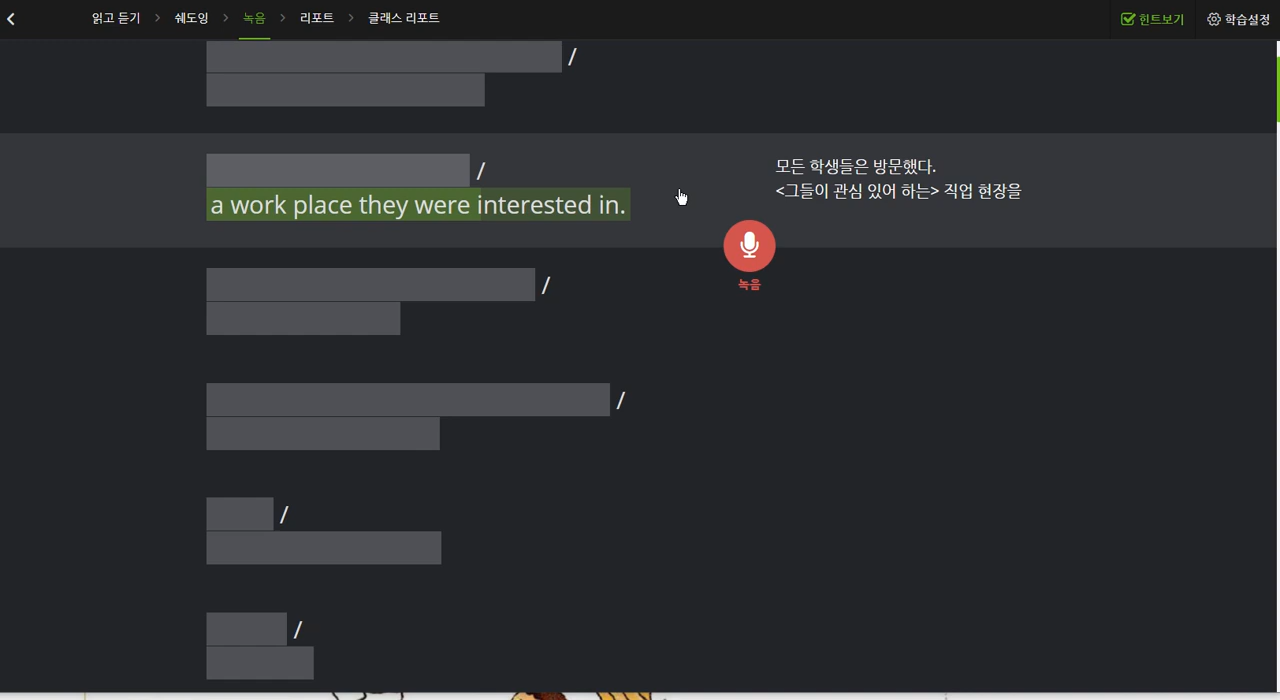 읽고 듣기 > 쉐도잉 > 녹음 > 리포트 > 클래스 리포트
힌트보기
학습설정
/
/
a work place they were interested in.
모든 학생들은 방문했다.
<그들이 관심 있어 하는> 직업 현장을
녹음
/
/
/
/